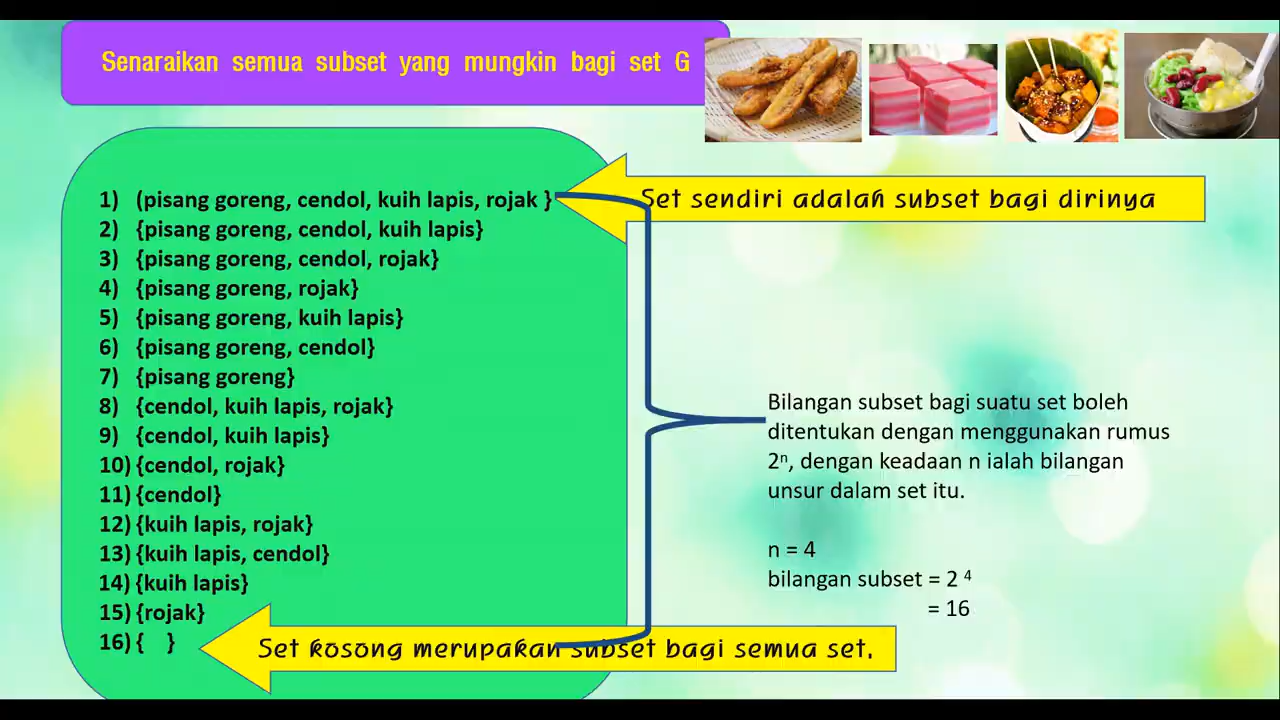 Senaraikan semua subset yang mungkin bagi set G
1) (pisang goreng, cendol, kuih lapis, rojak }
Set sendiri adalah subset bagi dirinya
2) {pisang goreng, cendol, kuih lapis}
3) {pisang goreng, cendol, rojak}
4) {pisang goreng, rojak}
5) {pisang goreng, kuih lapis}
6) {pisang goreng, cendol}
7) {pisang goreng}
8) {cendol, kuih lapis, rojak}
9) {cendol, kuih lapis}
10) {cendol, rojak}
11) {cendol}
12) {kuih lapis, rojak}
13) {kuih lapis, cendol}
14) {kuih lapis}
15) {rojak}
16) { }
Set kosong merupakan subset bagi semua set.
Bilangan subset bagi suatu set boleh
ditentukan dengan menggunakan rumus
2ⁿ, dengan keadaan n ialah bilangan
unsur dalam set itu.
n = 4
bilangan subset = 2 ⁴
= 16